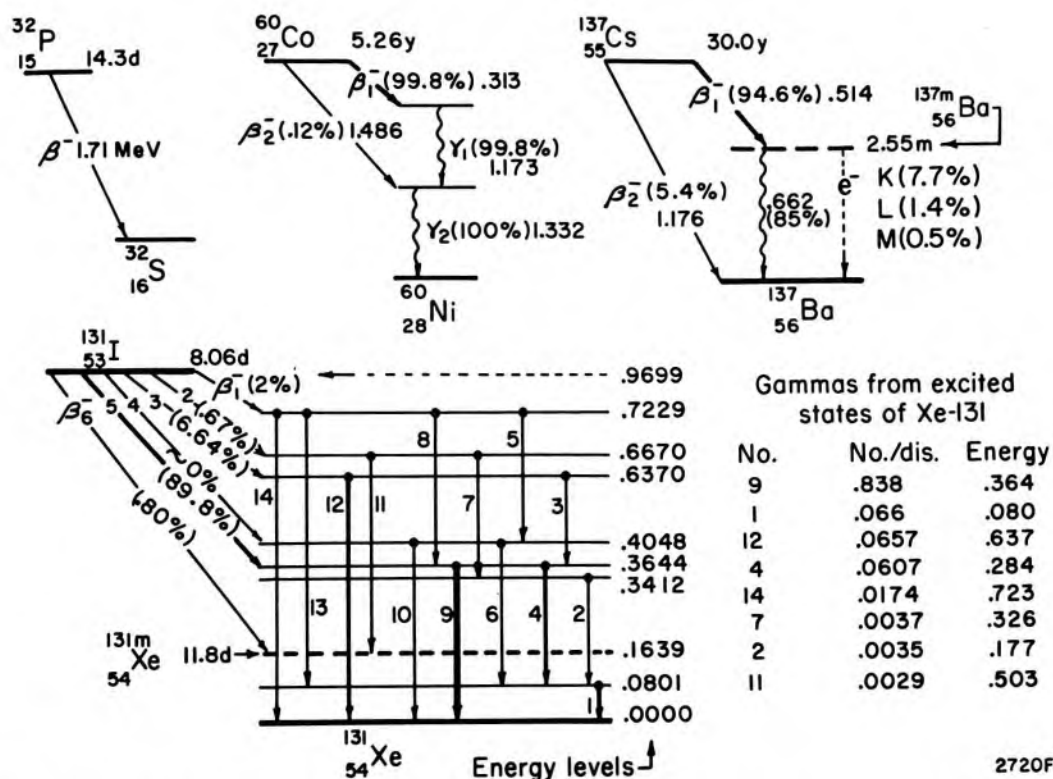 32
15 P 14.3d
β⁻ 1.71 MeV
32
16 S
60
27 Co 5.26y
β₁⁻(99.8%) .313
β₂⁻(.12%) 1.486
γ₁(99.8%)
1.173
γ₂(100%) 1.332
60
28 Ni
137
55 Cs 30.0y
β₁⁻(94.6%) .514
137m
56 Ba
2.55m
β₂⁻(5.4%)
1.176
.662
(85%)
e⁻
K(7.7%)
L(1.4%)
M(0.5%)
137
56 Ba
131
53 I 8.06d
β₁⁻(2%)
2 (.67%)
3 (6.64%)
4 ~0%
5 (89.8%)
β₆⁻ (.80%)
.9699
.7229
.6670
.6370
.4048
.3644
.3412
.1639
.0801
.0000
14
12
11
8
7
5
3
13
10
9
6
4
2
1
131m
54 Xe 11.8d
131
54 Xe
Energy levels
Gammas from excited
states of Xe-131
No. No./dis. Energy
9 .838 .364
1 .066 .080
12 .0657 .637
4 .0607 .284
14 .0174 .723
7 .0037 .326
2 .0035 .177
11 .0029 .503
2720F